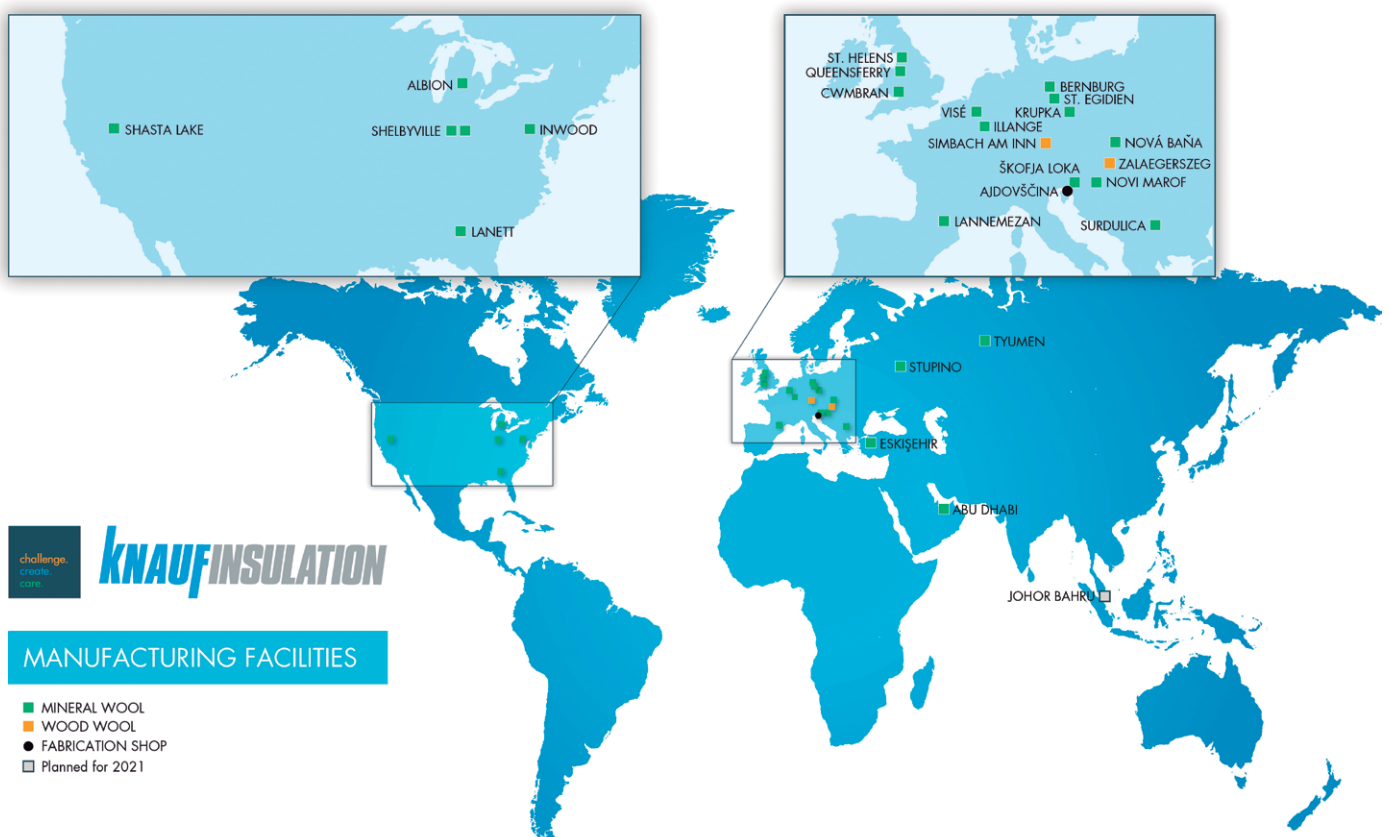 ALBION
SHASTA LAKE
SHELBYVILLE
INWOOD
LANETT
ST. HELENS
QUEENSFERRY
CWMBRAN
BERNBURG
ST. EGIDIEN
VISÉ
KRUPKA
ILLANGE
SIMBACH AM INN
NOVÁ BAŇA
ZALAEGERSZEG
ŠKOFJA LOKA
NOVI MAROF
AJDOVŠČINA
LANNEMEZAN
SURDULICA
TYUMEN
STUPINO
ESKIŞEHIR
ABU DHABI
JOHOR BAHRU
challenge.
create.
care.
KNAUFINSULATION
MANUFACTURING FACILITIES
MINERAL WOOL
WOOD WOOL
FABRICATION SHOP
Planned for 2021